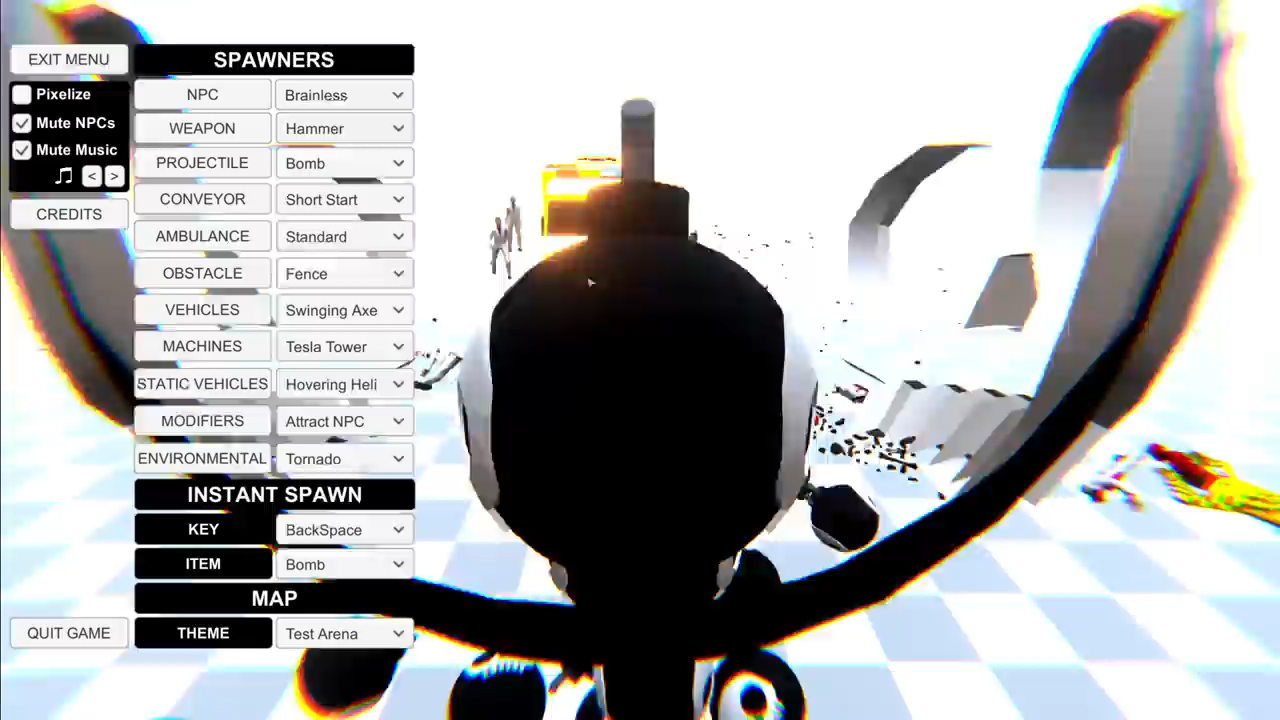 EXIT MENU
SPAWNERS
Pixelize
Mute NPCs
Mute Music
< >
CREDITS
NPC Brainless
WEAPON Hammer
PROJECTILE Bomb
CONVEYOR Short Start
AMBULANCE Standard
OBSTACLE Fence
VEHICLES Swinging Axe
MACHINES Tesla Tower
STATIC VEHICLES Hovering Heli
MODIFIERS Attract NPC
ENVIRONMENTAL Tornado
INSTANT SPAWN
KEY BackSpace
ITEM Bomb
MAP
QUIT GAME
THEME Test Arena